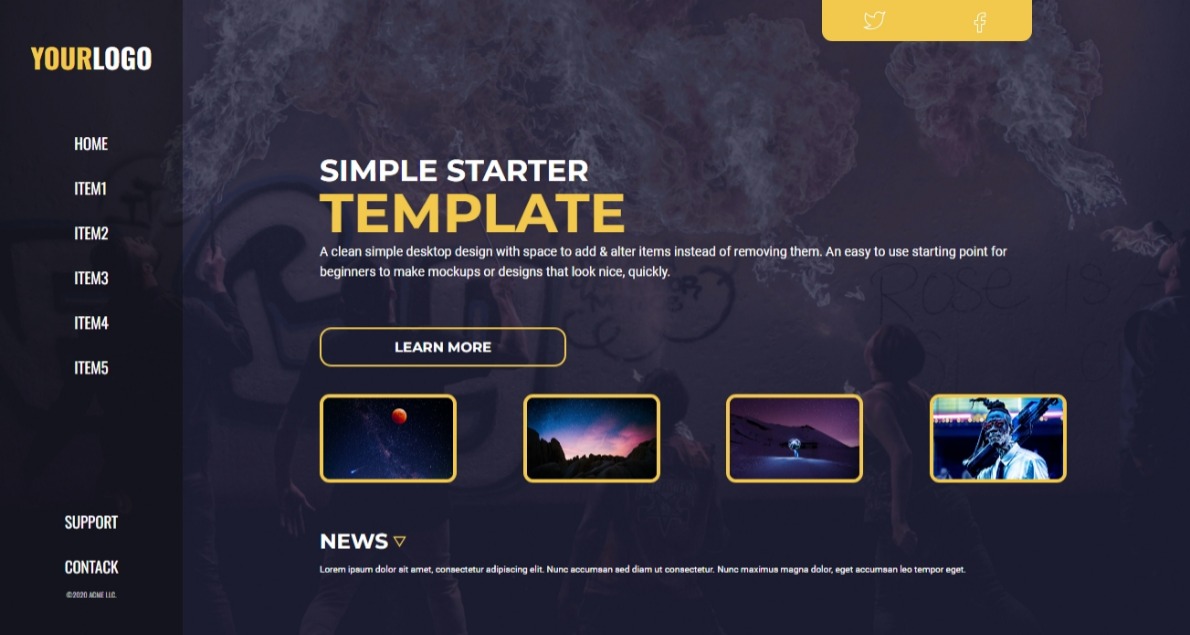 YOURLOGO
HOME
ITEM1
ITEM2
ITEM3
ITEM4
ITEM5
SUPPORT
CONTACK
©2020 ACME LLC.
SIMPLE STARTER
TEMPLATE
A clean simple desktop design with space to add & alter items instead of removing them. An easy to use starting point for
beginners to make mockups or designs that look nice, quickly.
LEARN MORE
NEWS
Lorem ipsum dolor sit amet, consectetur adipiscing elit. Nunc accumsan sed diam ut consectetur. Nunc maximus magna dolor, eget accumsan leo tempor eget.
Rose is